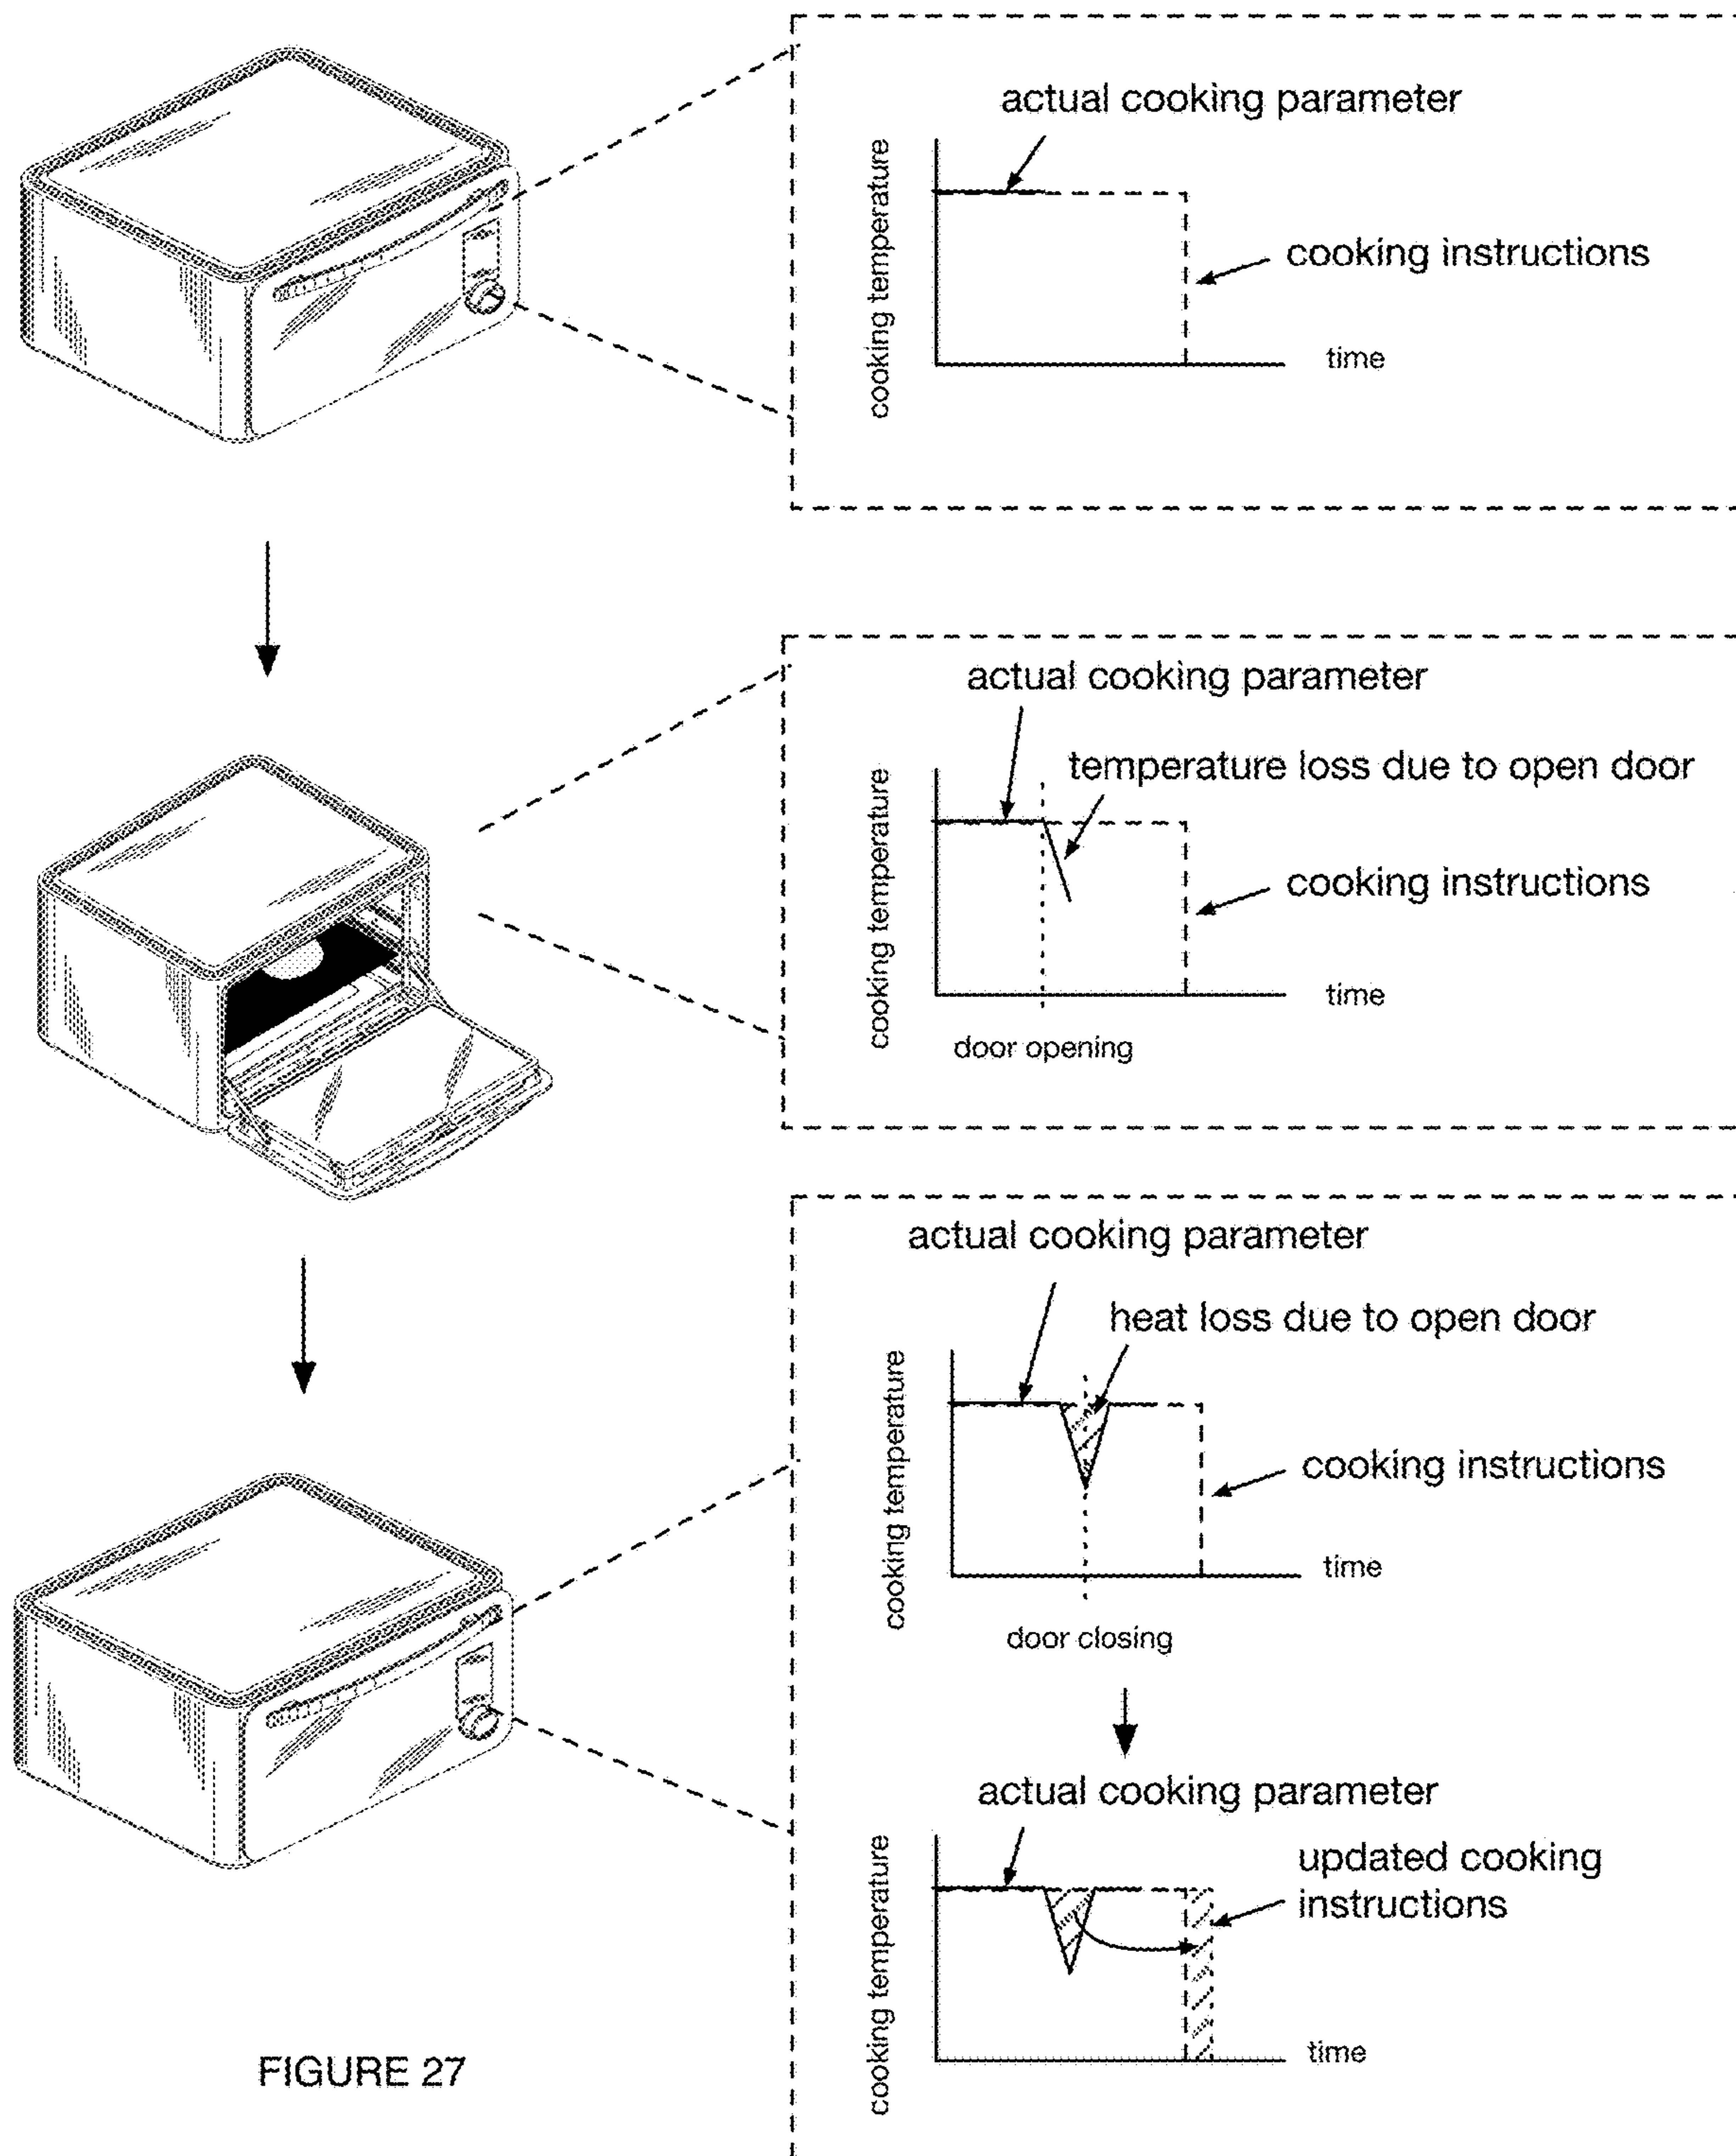 actual cooking parameter
cooking temperature
cooking instructions
time
actual cooking parameter
temperature loss due to open door
cooking temperature
cooking instructions
time
door opening
actual cooking parameter
heat loss due to open door
cooking temperature
cooking instructions
time
door closing
actual cooking parameter
updated cooking
instructions
cooking temperature
time
FIGURE 27